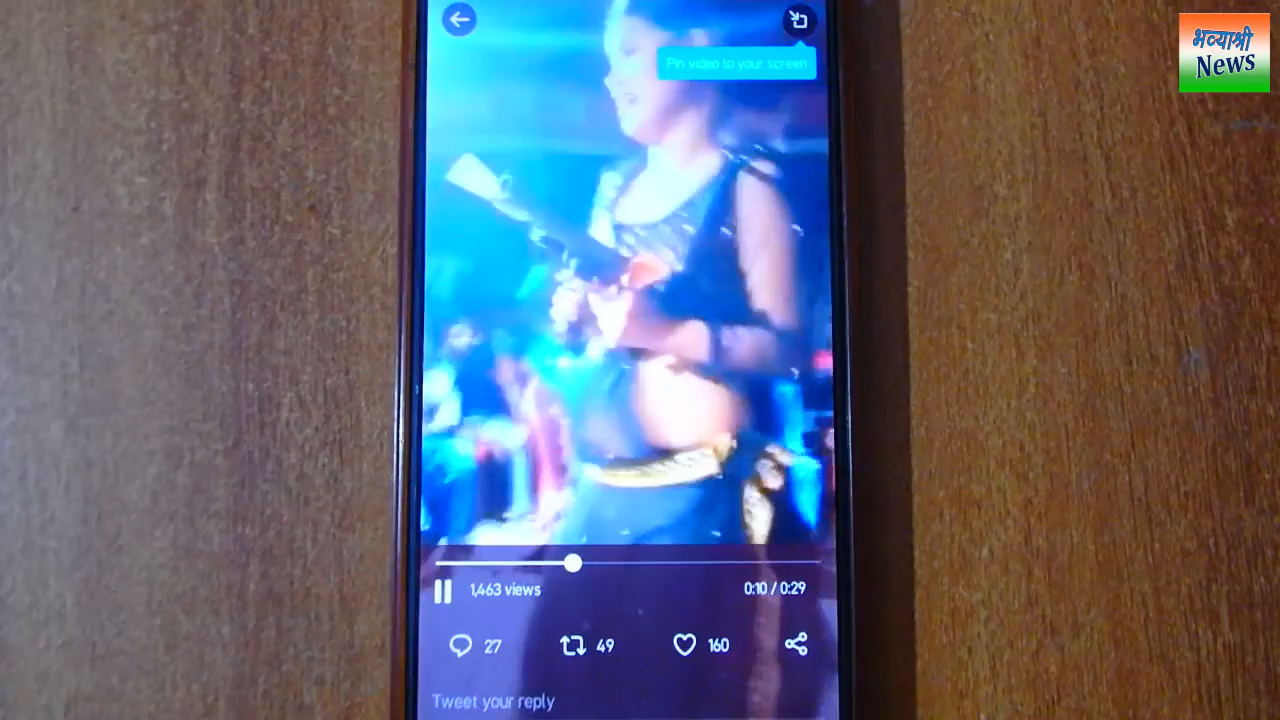 भव्याश्री
News
Pin video to your screen
1,463 views
0:10 / 0:29
27
49
160
Tweet your reply